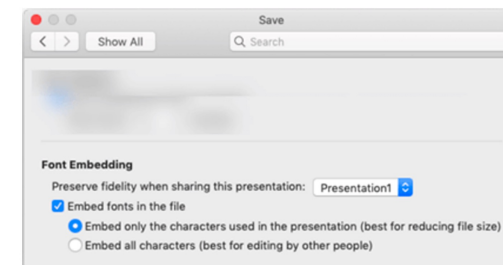 Save
Show All
Search
Font Embedding
Preserve fidelity when sharing this presentation: Presentation1
Embed fonts in the file
Embed only the characters used in the presentation (best for reducing file size)
Embed all characters (best for editing by other people)